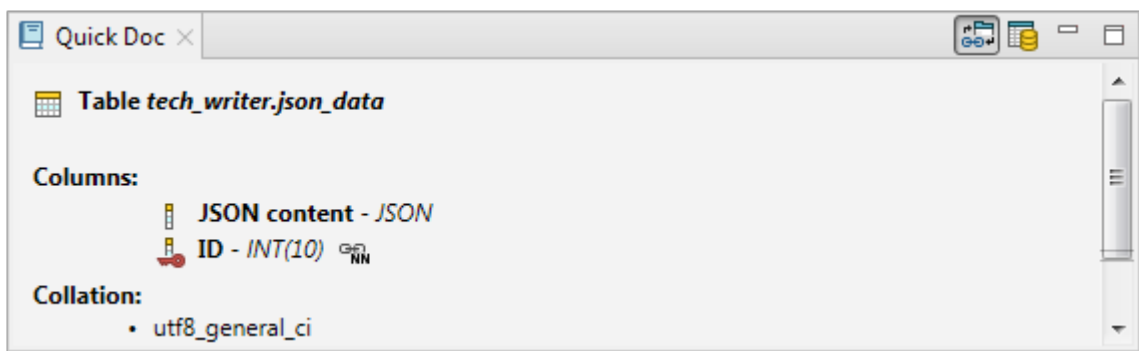 Quick Doc
Table tech_writer.json_data
Columns:
JSON content - JSON
ID - INT(10) NN
Collation:
• utf8_general_ci